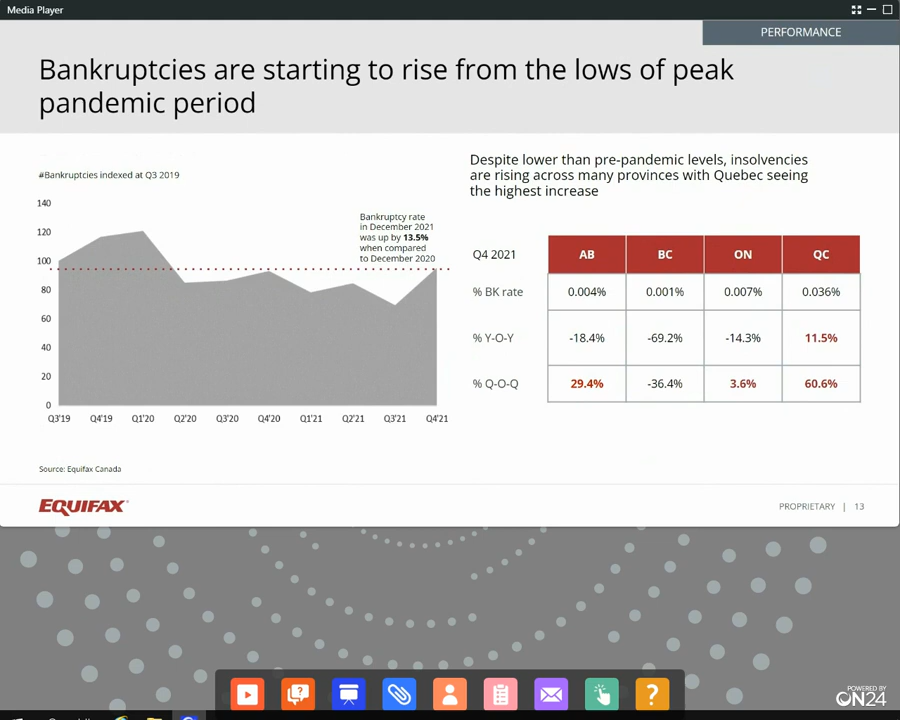 Media Player
PERFORMANCE
Bankruptcies are starting to rise from the lows of peak
pandemic period
#Bankruptcies indexed at Q3 2019
140
120
100
80
60
40
20
0
Q3'19 Q4'19 Q1'20 Q2'20 Q3'20 Q4'20 Q1'21 Q2'21 Q3'21 Q4'21
Bankruptcy rate
in December 2021
was up by 13.5%
when compared
to December 2020
Source: Equifax Canada
Despite lower than pre-pandemic levels, insolvencies
are rising across many provinces with Quebec seeing
the highest increase
Q4 2021 AB BC ON QC
% BK rate 0.004% 0.001% 0.007% 0.036%
% Y-O-Y -18.4% -69.2% -14.3% 11.5%
% Q-O-Q 29.4% -36.4% 3.6% 60.6%
EQUIFAX
PROPRIETARY | 13
POWERED BY
ON24